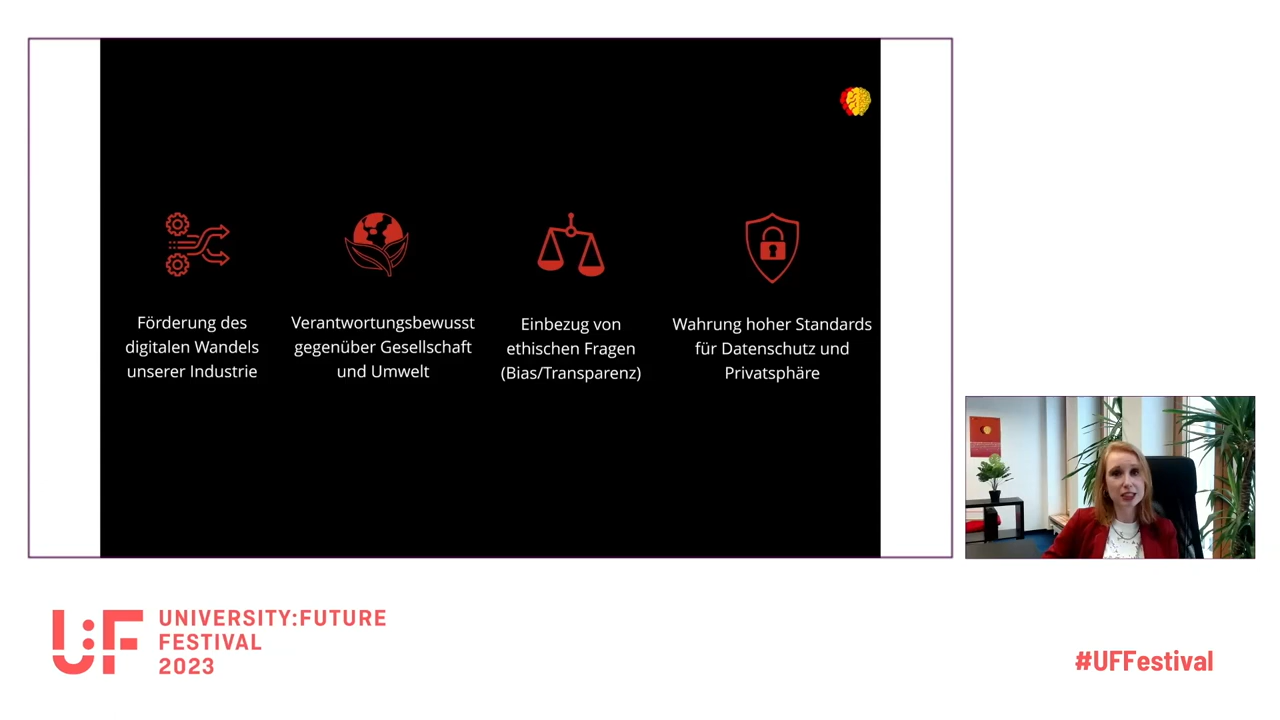 Förderung des
digitalen Wandels
unserer Industrie
Verantwortungsbewusst
gegenüber Gesellschaft
und Umwelt
Einbezug von
ethischen Fragen
(Bias/Transparenz)
Wahrung hoher Standards
für Datenschutz und
Privatsphäre
U:F
UNIVERSITY:FUTURE
FESTIVAL
2023
#UFFestival